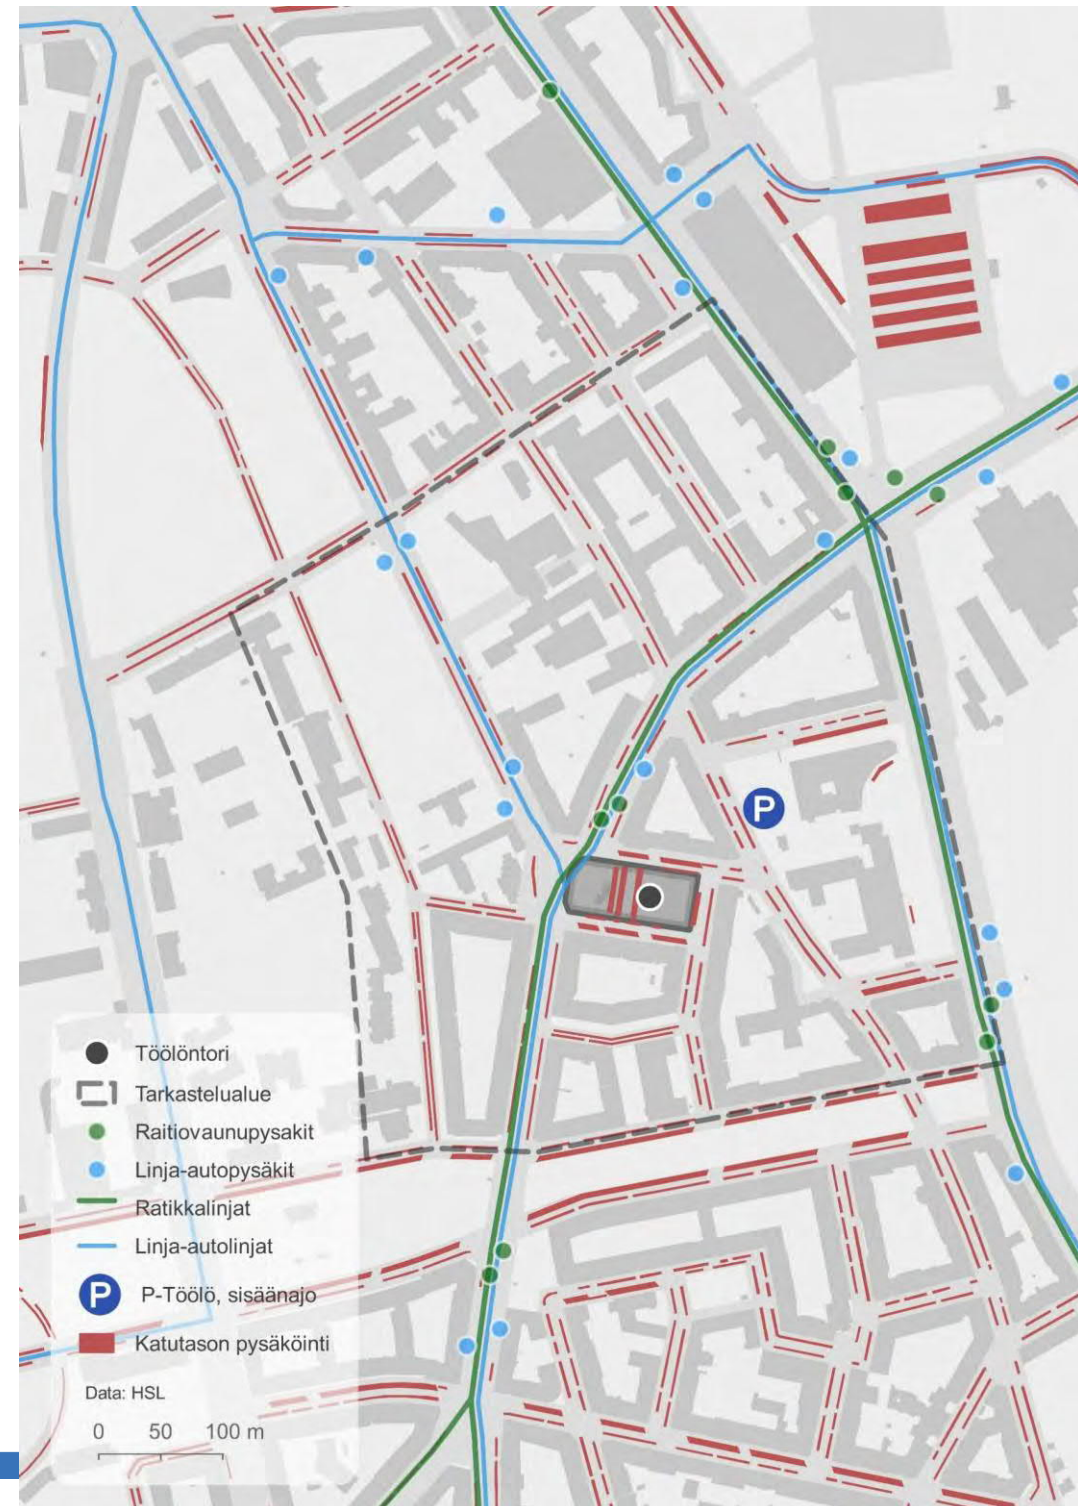 P
Töölöntori
Tarkastelualue
Raitiovaunupysakit
Linja-autopysäkit
Ratikkalinjat
Linja-autolinjat
P P-Töölö, sisäänajo
Katutason pysäköinti
Data: HSL
0 50 100 m